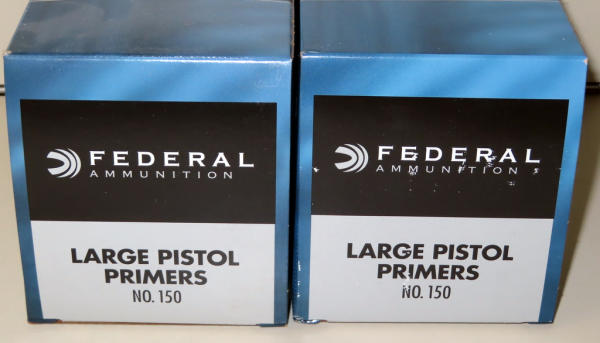 FEDERAL
AMMUNITION
LARGE PISTOL
PRIMERS
NO. 150
FEDERAL
AMMUNITION
LARGE PISTOL
PRIMERS
NO. 150